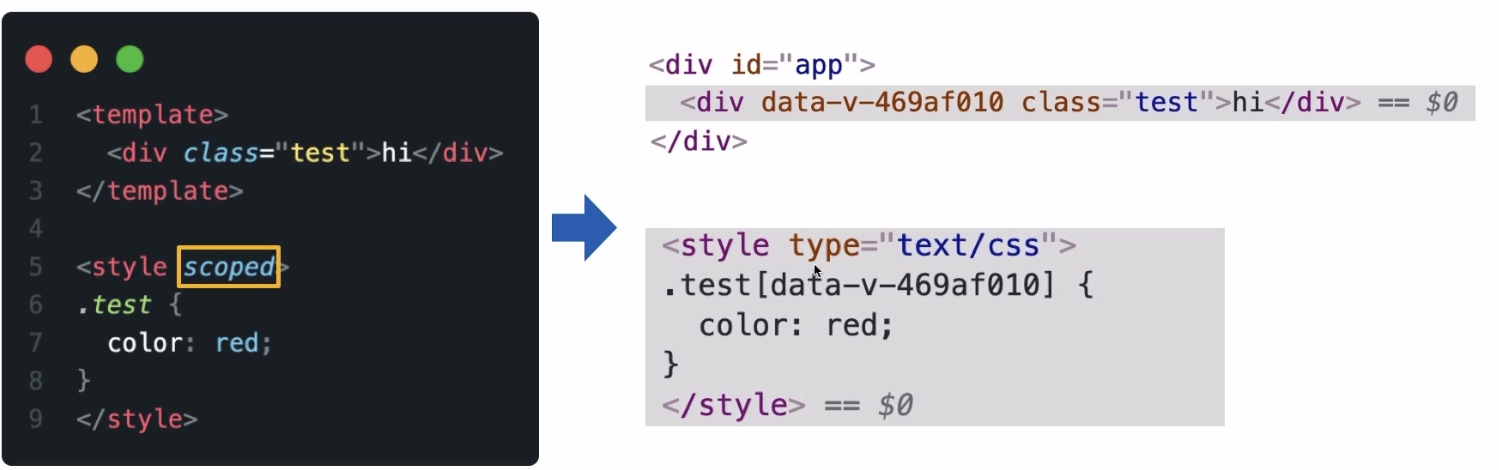 1 <template>
2   <div class="test">hi</div>
3 </template>
4
5 <style scoped>
6 .test {
7   color: red;
8 }
9 </style>
<div id="app">
  <div data-v-469af010 class="test">hi</div> == $0
</div>
<style type="text/css">
.test[data-v-469af010] {
  color: red;
}
</style> == $0